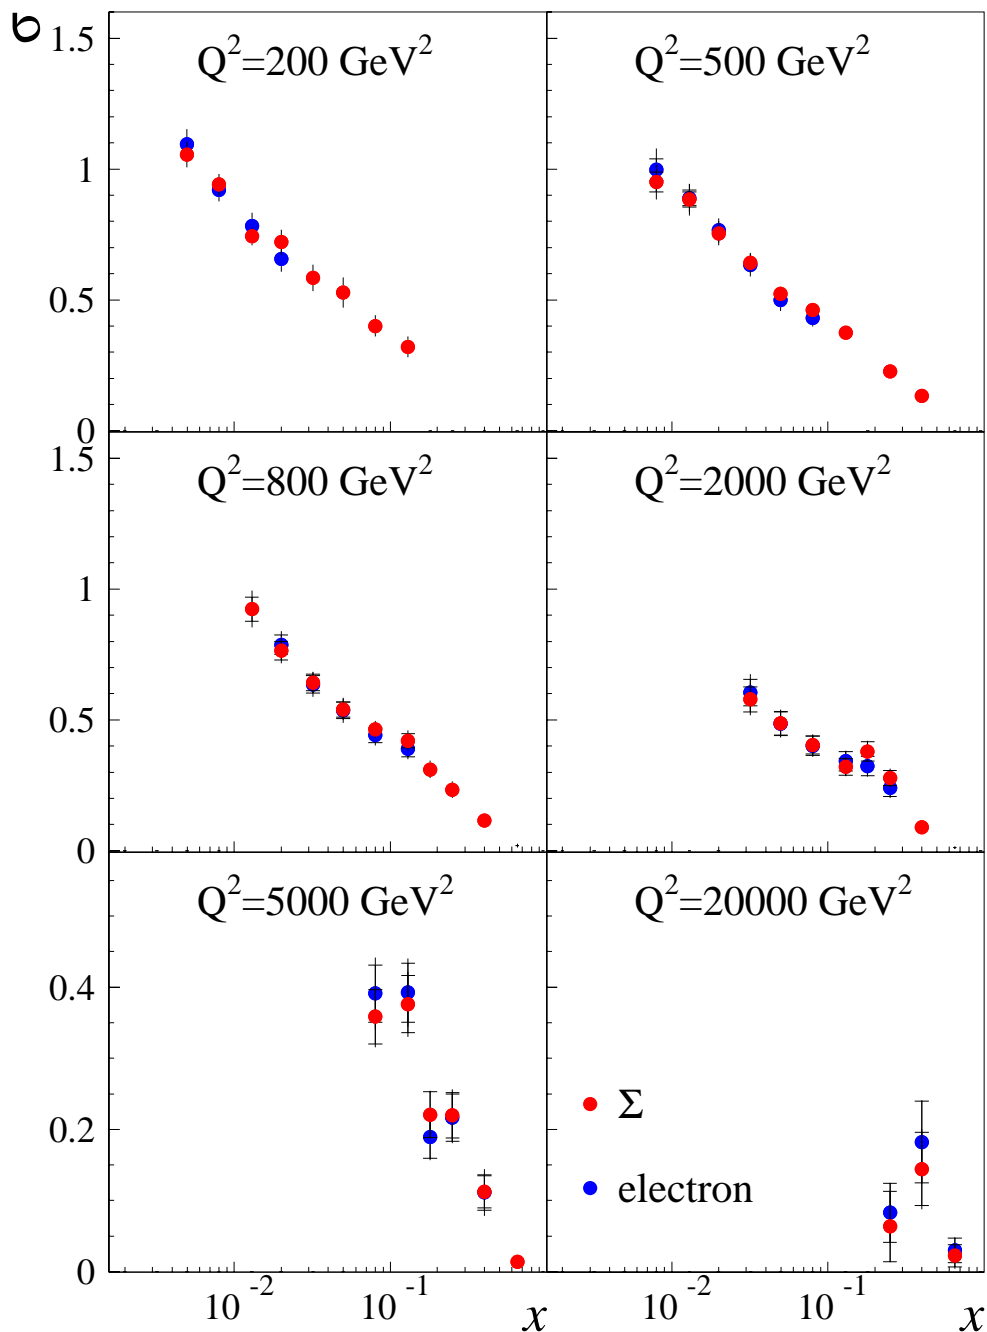 σ
1.5
Q²=200 GeV²
Q²=500 GeV²
1
0.5
0
1.5
Q²=800 GeV²
Q²=2000 GeV²
1
0.5
0
Q²=5000 GeV²
Q²=20000 GeV²
0.4
Σ
0.2
electron
0
10⁻² 10⁻¹ x 10⁻² 10⁻¹ x